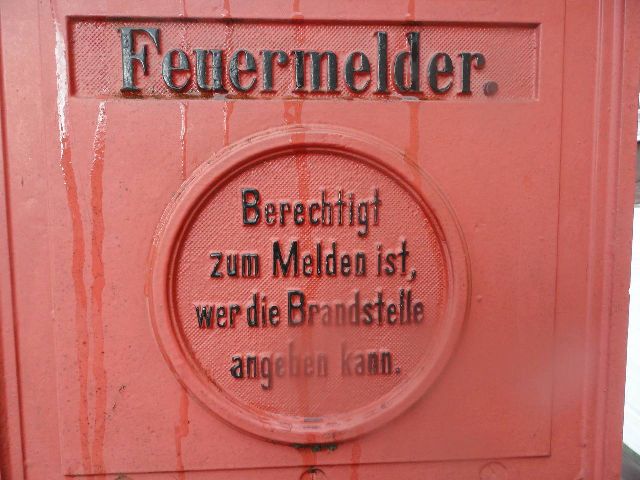 Feuermelder.
Berechtigt
zum Melden ist,
wer die Brandstelle
angeben kann.